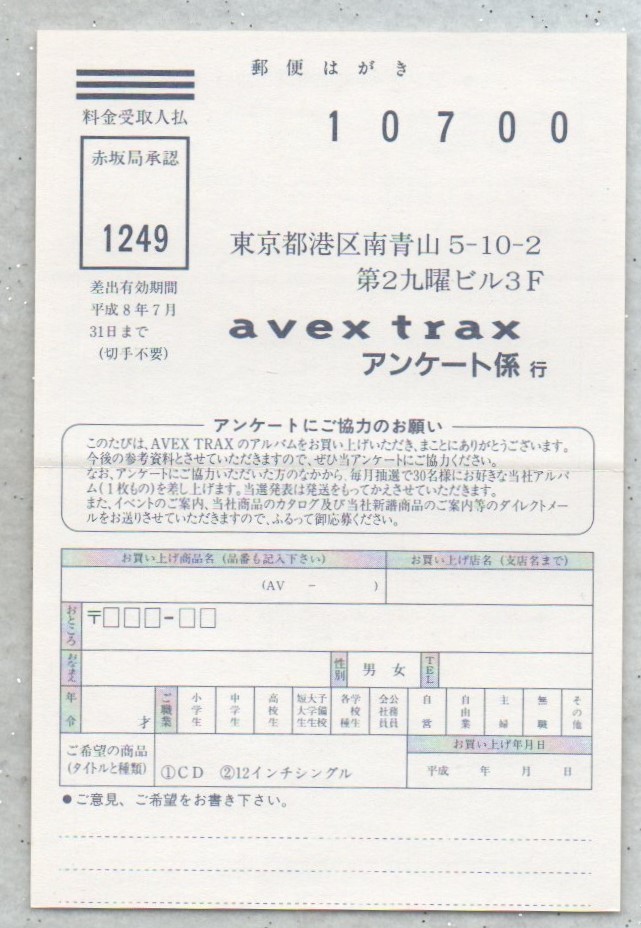 郵便はがき
料金受取人払
10700
赤坂局承認
1249
差出有効期間
平成8年7月
31日まで
(切手不要)
東京都港区南青山5-10-2
第2九曜ビル3F
avex trax
アンケート係 行
アンケートにご協力のお願い
このたびは、AVEX TRAXのアルバムをお買い上げいただき、まことにありがとうございます。
今後の参考資料とさせていただきますので、ぜひ当アンケートにご協力ください。
なお、アンケートにご協力いただいた方のなかから、毎月抽選で30名様にお好きな当社アルバ
ム(1枚もの)を差し上げます。当選発表は発送をもってかえさせていただきます。
また、イベントのご案内、当社商品のカタログ及び当社新譜商品のご案内等のダイレクトメー
ルをお送りさせていただきますので、ふるって御応募ください。
お買い上げ商品名(品番も記入下さい) お買い上げ店名(支店名まで)
(AV － )
おところ 〒□□□-□□
おなまえ 性別 男 女 TEL
年令 才 ご職業 小学生 中学生 高校生 短大生 大学生 予備校生 各種学校生 会社員 公務員 自営 自由業 主婦 無職 その他
ご希望の商品
(タイトルと種類) ①CD ②12インチシングル
お買い上げ年月日
平成 年 月 日
●ご意見、ご希望をお書き下さい。